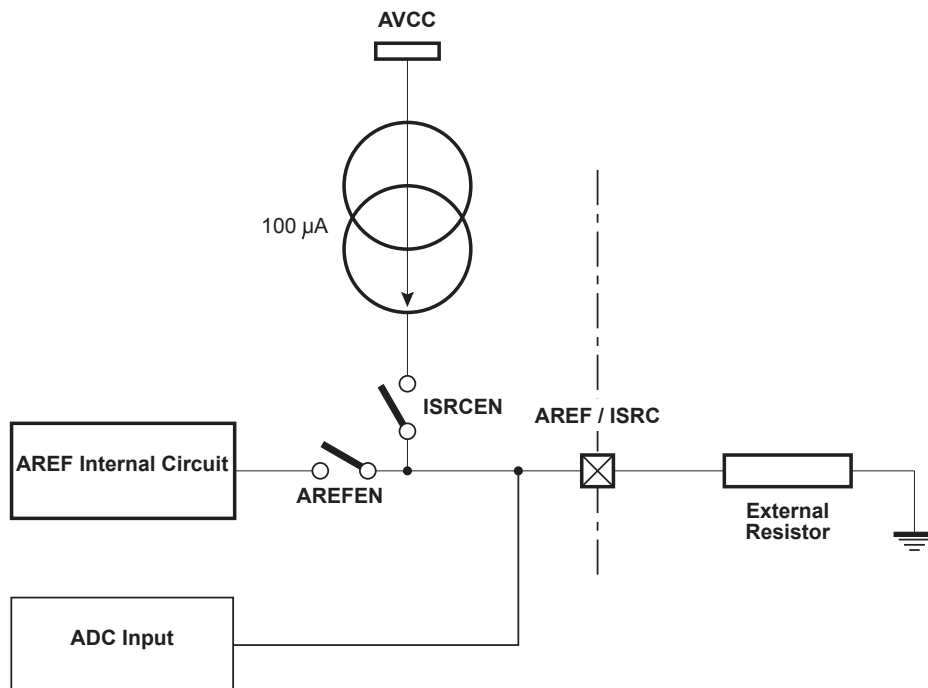 AVCC
100 µA
ISRCEN
AREF / ISRC
AREF Internal Circuit
AREFEN
External
Resistor
ADC Input